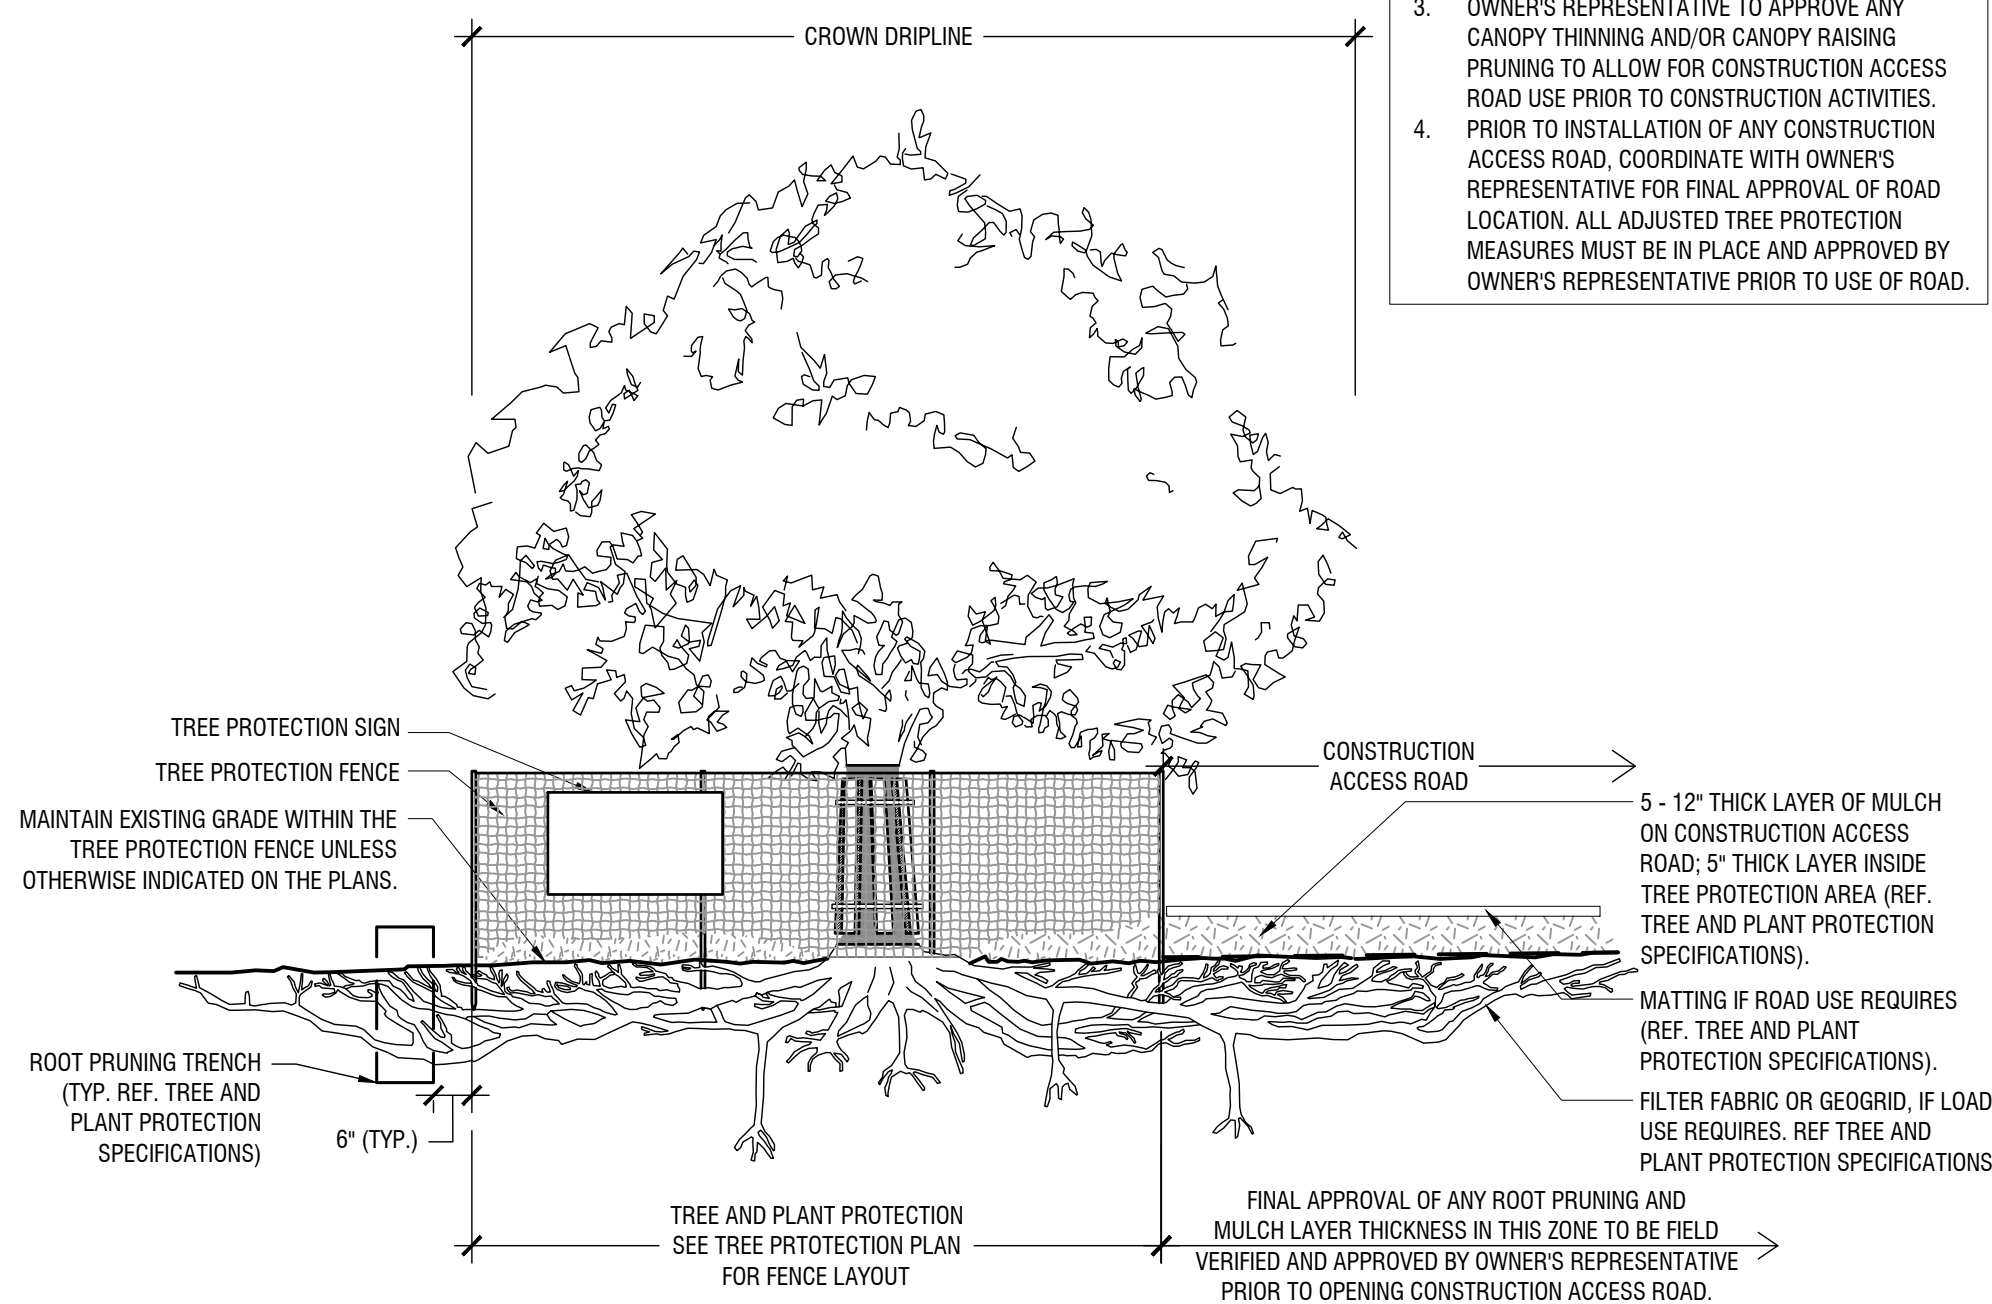 CROWN DRIPLINE
3. OWNER'S REPRESENTATIVE TO APPROVE ANY
CANOPY THINNING AND/OR CANOPY RAISING
PRUNING TO ALLOW FOR CONSTRUCTION ACCESS
ROAD USE PRIOR TO CONSTRUCTION ACTIVITIES.
4. PRIOR TO INSTALLATION OF ANY CONSTRUCTION
ACCESS ROAD, COORDINATE WITH OWNER'S
REPRESENTATIVE FOR FINAL APPROVAL OF ROAD
LOCATION. ALL ADJUSTED TREE PROTECTION
MEASURES MUST BE IN PLACE AND APPROVED BY
OWNER'S REPRESENTATIVE PRIOR TO USE OF ROAD.
TREE PROTECTION SIGN
TREE PROTECTION FENCE
MAINTAIN EXISTING GRADE WITHIN THE
TREE PROTECTION FENCE UNLESS
OTHERWISE INDICATED ON THE PLANS.
ROOT PRUNING TRENCH
(TYP. REF. TREE AND
PLANT PROTECTION
SPECIFICATIONS)
6" (TYP.)
CONSTRUCTION
ACCESS ROAD
5 - 12" THICK LAYER OF MULCH
ON CONSTRUCTION ACCESS
ROAD; 5" THICK LAYER INSIDE
TREE PROTECTION AREA (REF.
TREE AND PLANT PROTECTION
SPECIFICATIONS).
MATTING IF ROAD USE REQUIRES
(REF. TREE AND PLANT
PROTECTION SPECIFICATIONS).
FILTER FABRIC OR GEOGRID, IF LOAD
USE REQUIRES. REF TREE AND
PLANT PROTECTION SPECIFICATIONS
TREE AND PLANT PROTECTION
SEE TREE PRTOTECTION PLAN
FOR FENCE LAYOUT
FINAL APPROVAL OF ANY ROOT PRUNING AND
MULCH LAYER THICKNESS IN THIS ZONE TO BE FIELD
VERIFIED AND APPROVED BY OWNER'S REPRESENTATIVE
PRIOR TO OPENING CONSTRUCTION ACCESS ROAD.